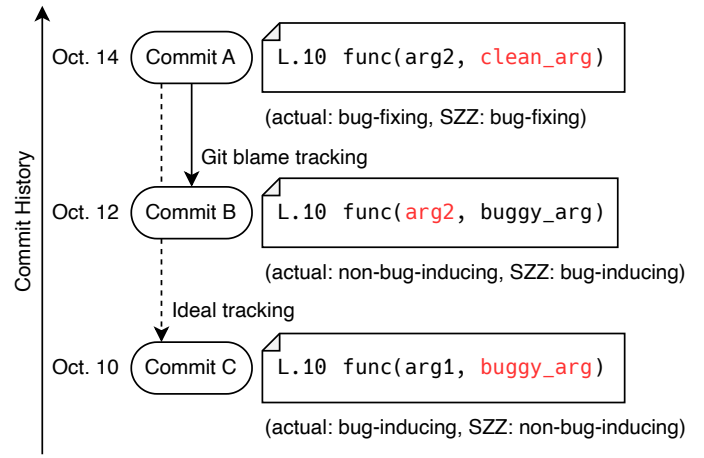 Commit History
Oct. 14
Commit A
L.10 func(arg2, clean_arg)
(actual: bug-fixing, SZZ: bug-fixing)
Git blame tracking
Oct. 12
Commit B
L.10 func(arg2, buggy_arg)
(actual: non-bug-inducing, SZZ: bug-inducing)
Ideal tracking
Oct. 10
Commit C
L.10 func(arg1, buggy_arg)
(actual: bug-inducing, SZZ: non-bug-inducing)